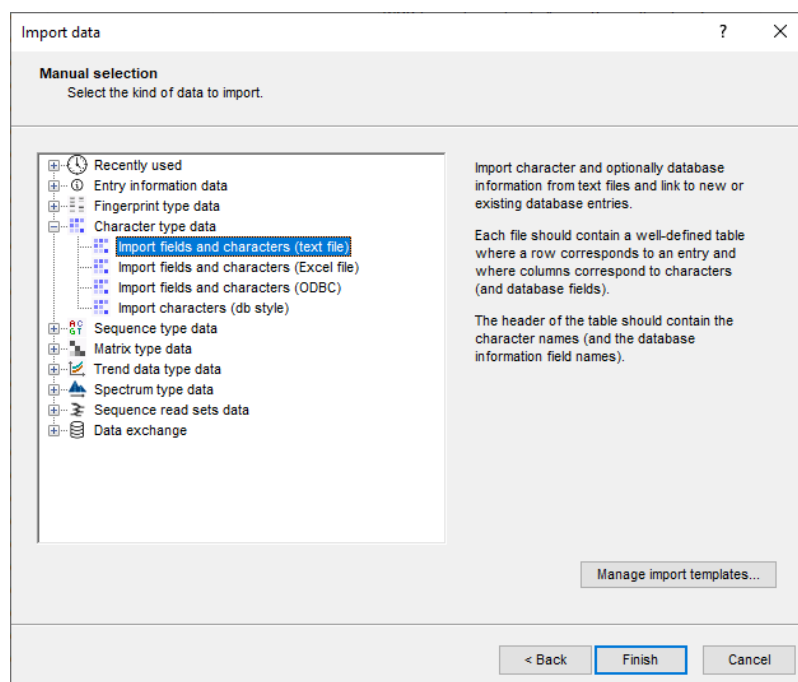 Import data
?
Manual selection
Select the kind of data to import.
Recently used
Entry information data
Fingerprint type data
Character type data
Import fields and characters (text file)
Import fields and characters (Excel file)
Import fields and characters (ODBC)
Import characters (db style)
Sequence type data
Matrix type data
Trend data type data
Spectrum type data
Sequence read sets data
Data exchange
Import character and optionally database
information from text files and link to new or
existing database entries.
Each file should contain a well-defined table
where a row corresponds to an entry and
where columns correspond to characters
(and database fields).
The header of the table should contain the
character names (and the database
information field names).
Manage import templates...
< Back
Finish
Cancel